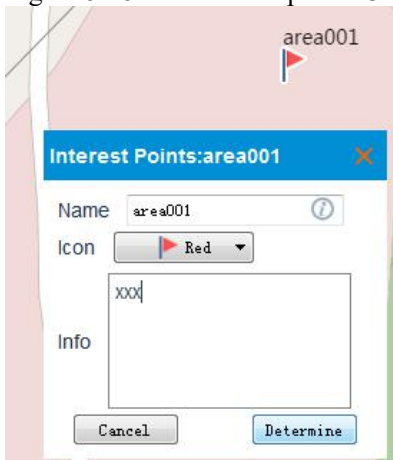 area001
Interest Points:area001
Name area001
Icon Red
Info xxx
Cancel Determine